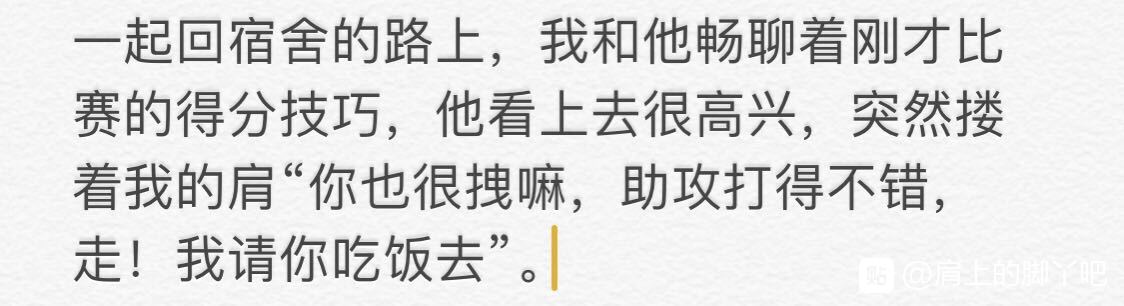 一起回宿舍的路上，我和他畅聊着刚才比
赛的得分技巧，他看上去很高兴，突然搂
着我的肩“你也很拽嘛，助攻打得不错，
走！我请你吃饭去”。
贴 @肩上的脚丫吧